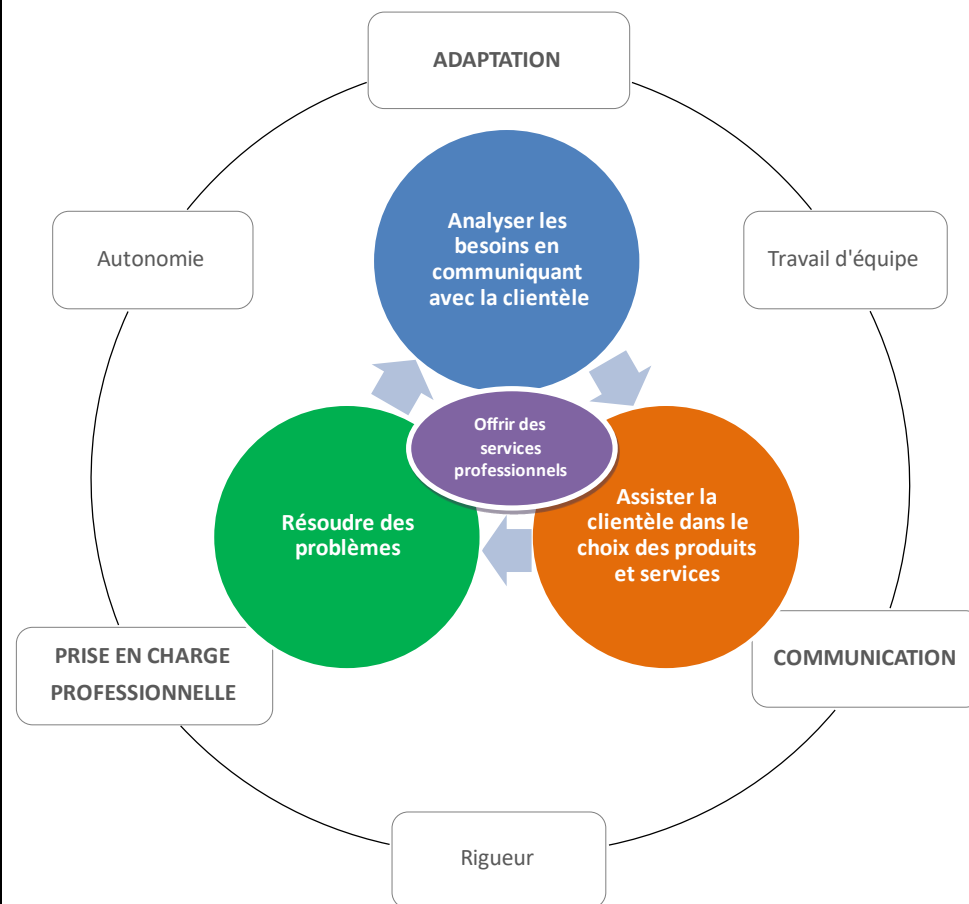 ADAPTATION
Autonomie
Travail d'équipe
Analyser les
besoins en
communiquant
avec la clientèle
Offrir des
services
professionnels
Résoudre des
problèmes
Assister la
clientèle dans le
choix des produits
et services
PRISE EN CHARGE
PROFESSIONNELLE
COMMUNICATION
Rigueur